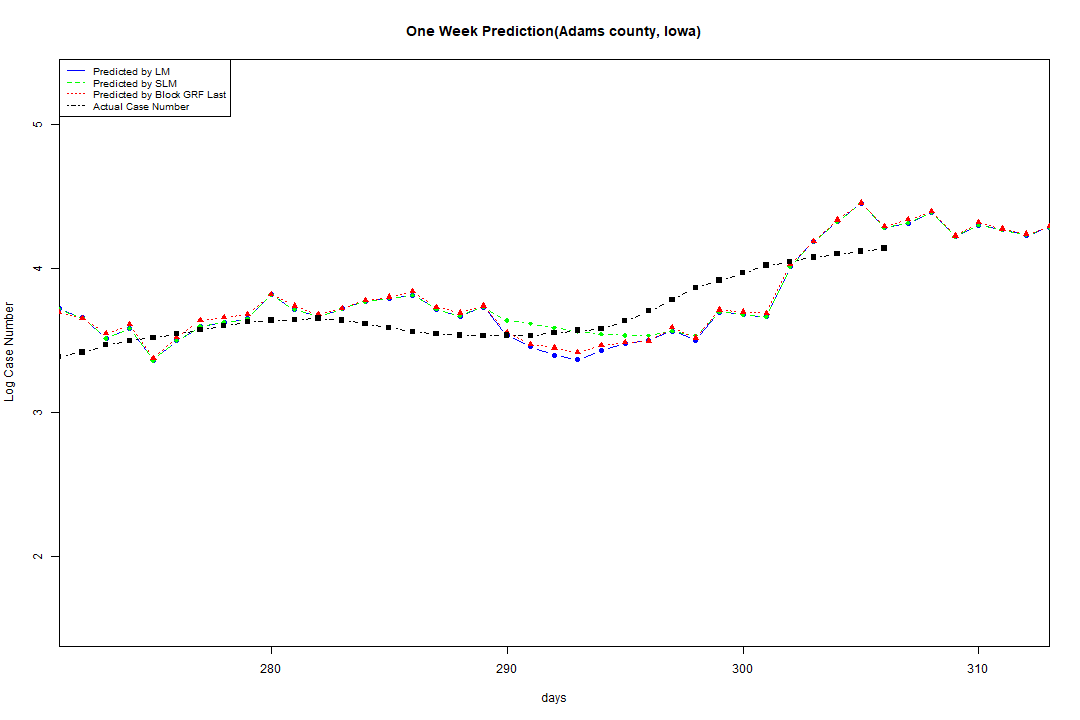 One Week Prediction(Adams county, Iowa)
Predicted by LM
Predicted by SLM
Predicted by Block GRF Last
Actual Case Number
5
4
3
2
Log Case Number
280
290
300
310
days